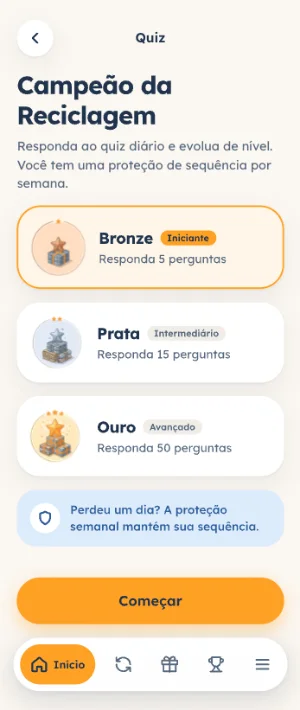 Quiz
Campeão da
Reciclagem
Responda ao quiz diário e evolua de nível.
Você tem uma proteção de sequência por
semana.
Bronze Iniciante
Responda 5 perguntas
Prata Intermediário
Responda 15 perguntas
Ouro Avançado
Responda 50 perguntas
Perdeu um dia? A proteção
semanal mantém sua sequência.
Começar
Início